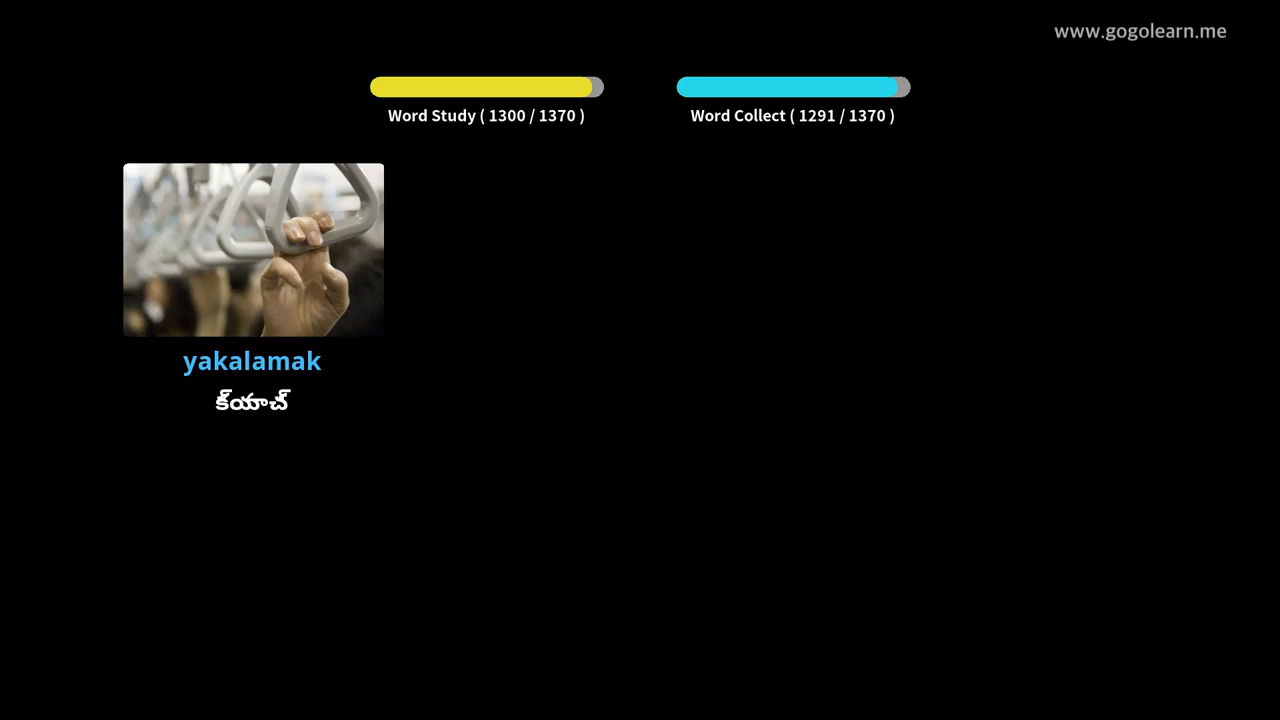 www.gogolearn.me
Word Study ( 1300 / 1370 )
Word Collect ( 1291 / 1370 )
yakalamak
క్‌యాచ్